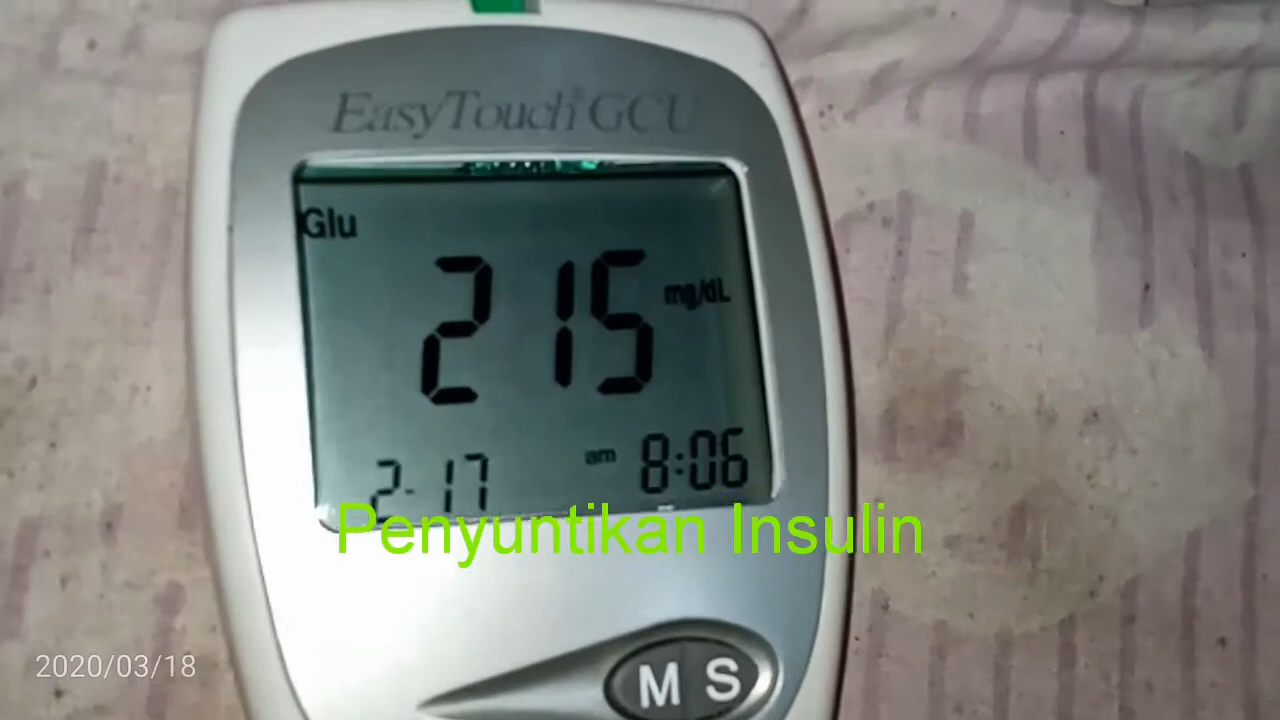 EasyTouch® GCU
Glu
215 mg/dL
2-17 am 8:06
Penyuntikan Insulin
M S
2020/03/18